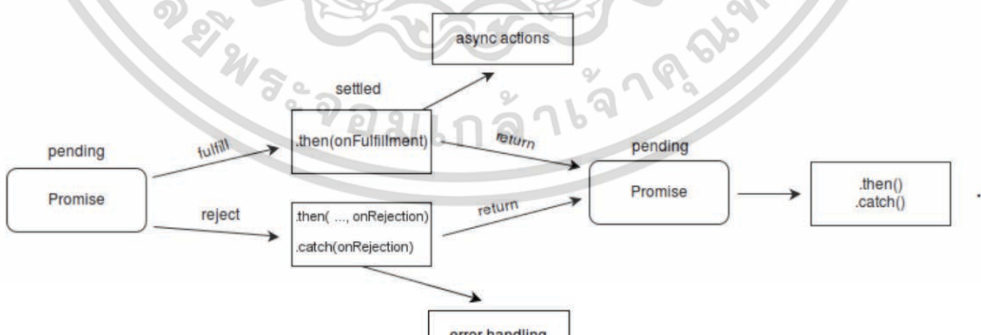 async actions
settled
.then(onFulfillment)
fulfill
return
pending
Promise
pending
Promise
.then()
.catch()
reject
.then( ..., onRejection)
.catch(onRejection)
return
error handling